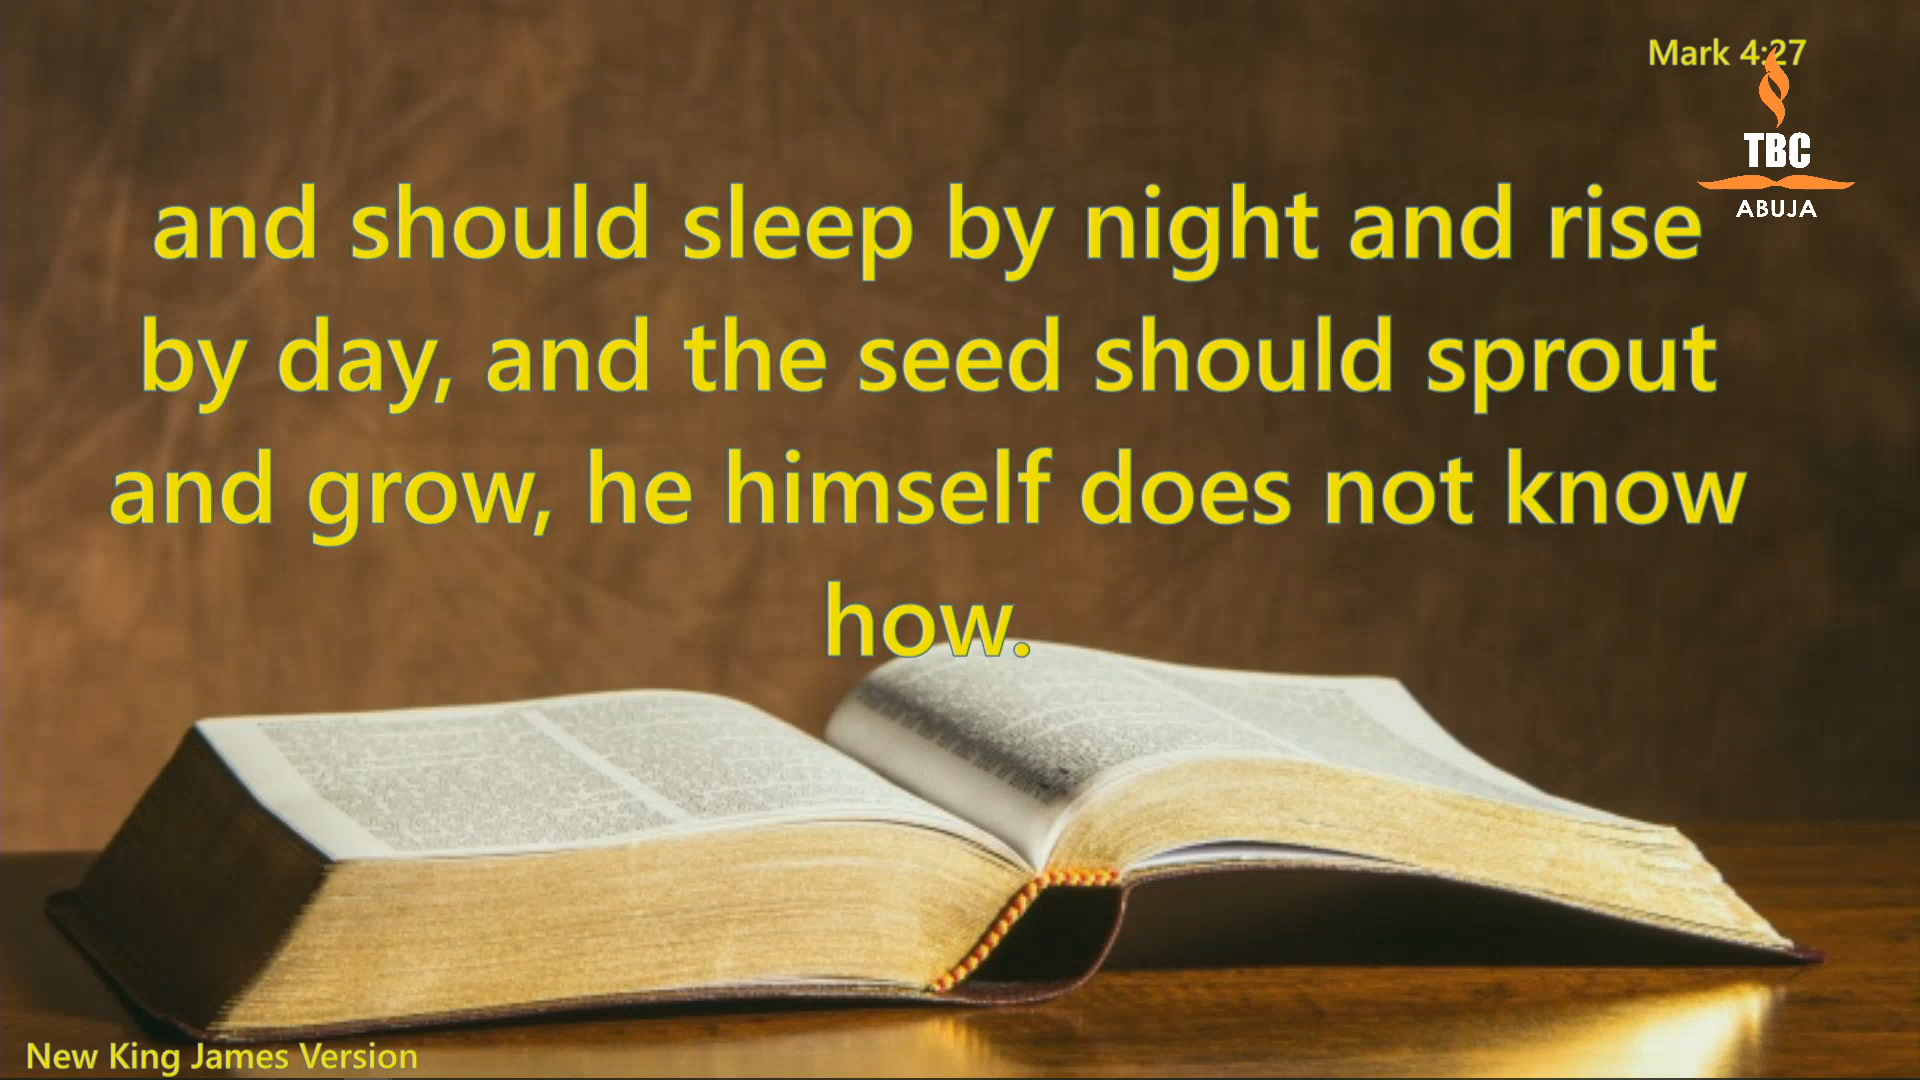 Mark 4:27
TBC
ABUJA
and should sleep by night and rise
by day, and the seed should sprout
and grow, he himself does not know
how.
New King James Version